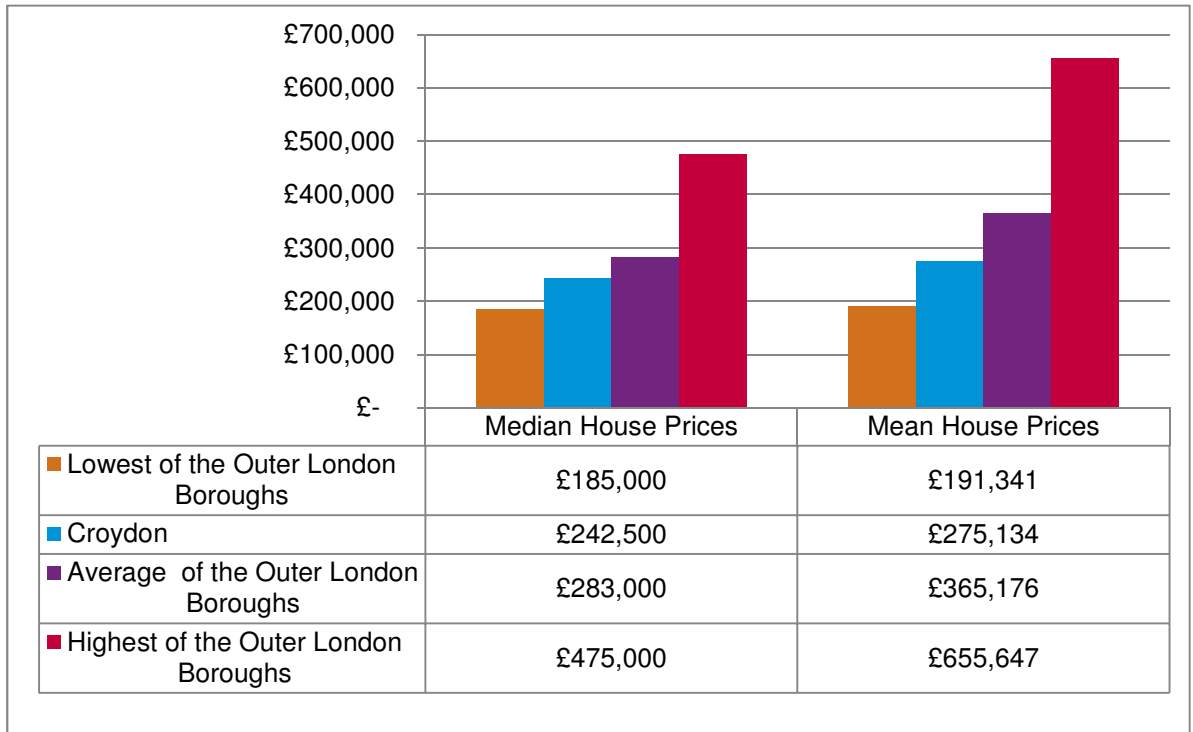 £700,000
£600,000
£500,000
£400,000
£300,000
£200,000
£100,000
£-
Median House Prices
Mean House Prices
Lowest of the Outer London
Boroughs
£185,000
£191,341
Croydon
£242,500
£275,134
Average of the Outer London
Boroughs
£283,000
£365,176
Highest of the Outer London
Boroughs
£475,000
£655,647